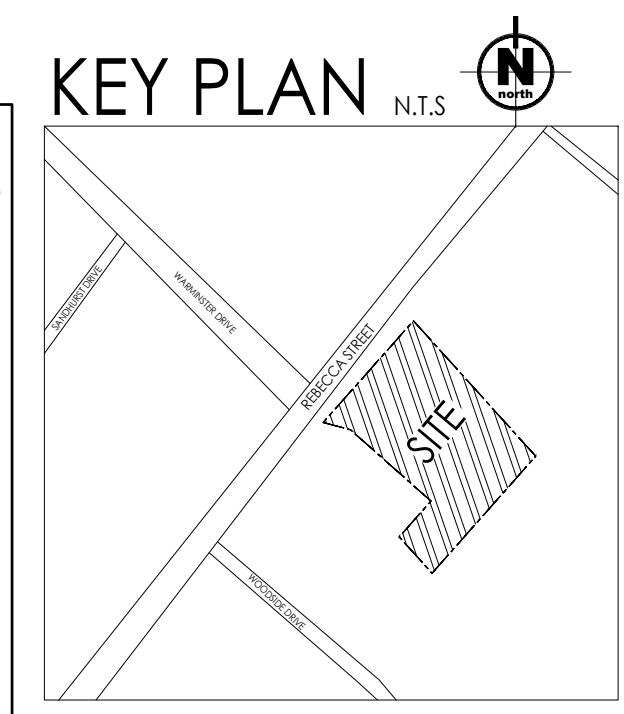 KEY PLAN N.T.S
N
north
SANDHURST DRIVE
WARMINSTER DRIVE
REBECCA STREET
SITE
WOODSIDE DRIVE